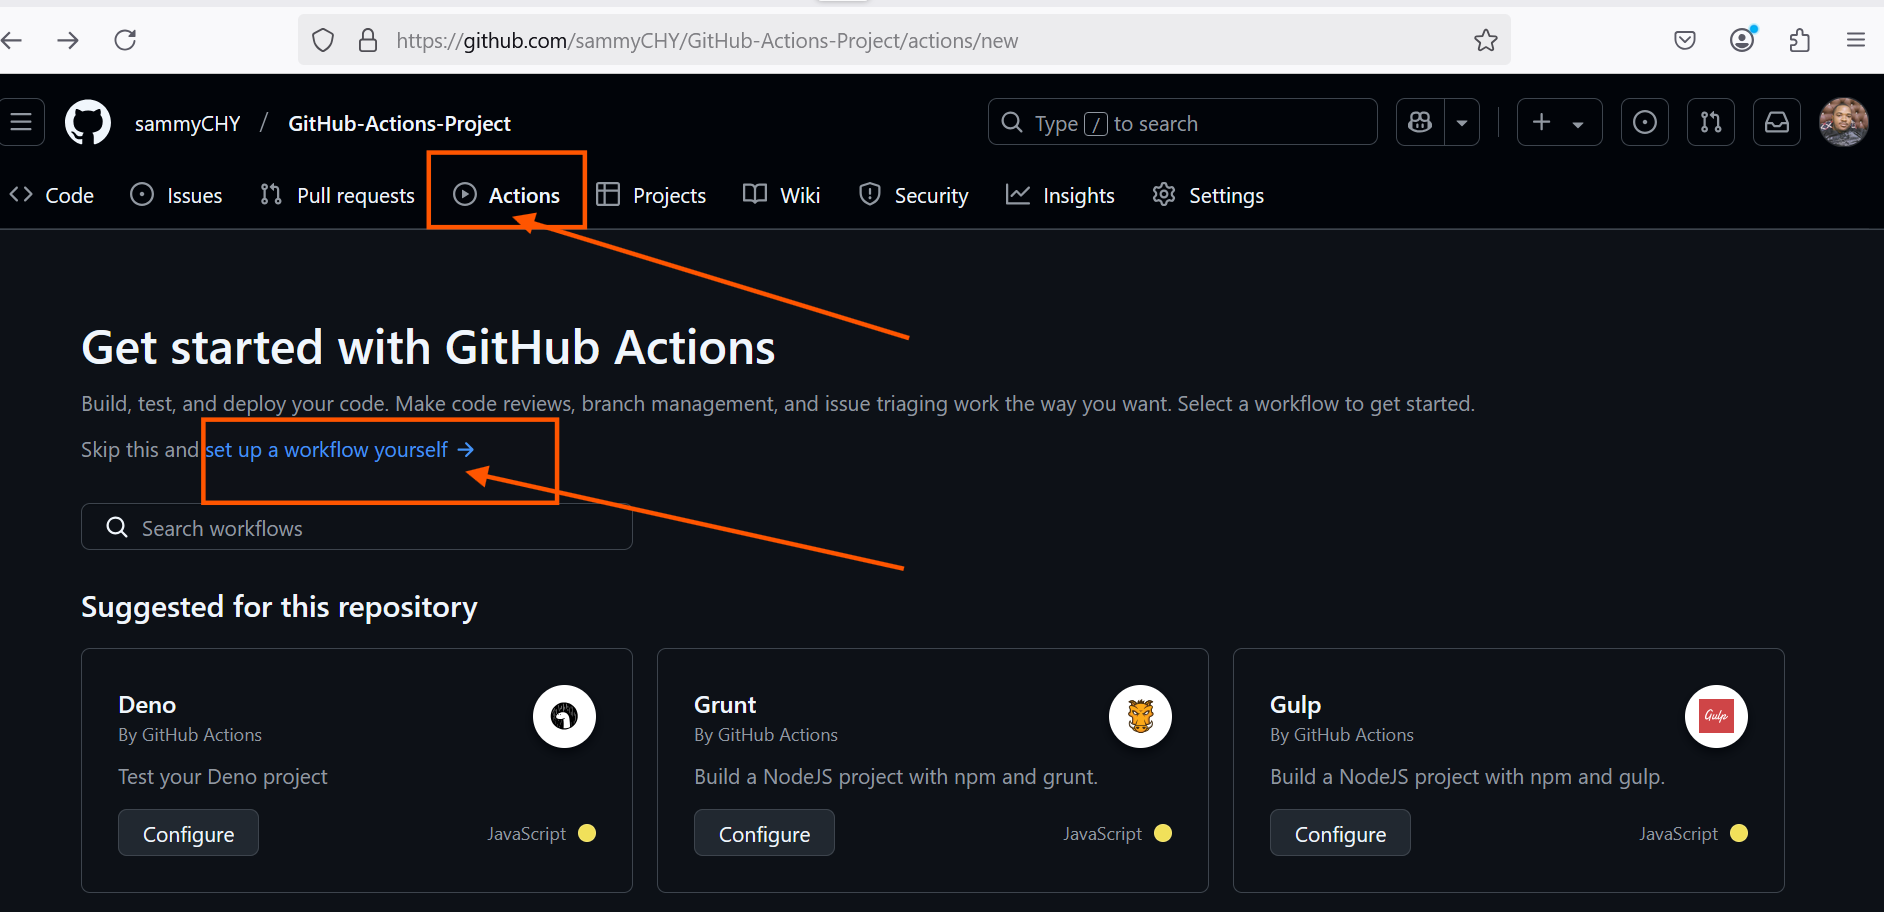 https://github.com/sammyCHY/GitHub-Actions-Project/actions/new
sammyCHY / GitHub-Actions-Project
Type / to search
Code Issues Pull requests Actions Projects Wiki Security Insights Settings
Get started with GitHub Actions
Build, test, and deploy your code. Make code reviews, branch management, and issue triaging work the way you want. Select a workflow to get started.
Skip this and set up a workflow yourself →
Search workflows
Suggested for this repository
Deno
By GitHub Actions
Test your Deno project
Configure JavaScript
Grunt
By GitHub Actions
Build a NodeJS project with npm and grunt.
Configure JavaScript
Gulp
Gulp
By GitHub Actions
Build a NodeJS project with npm and gulp.
Configure JavaScript